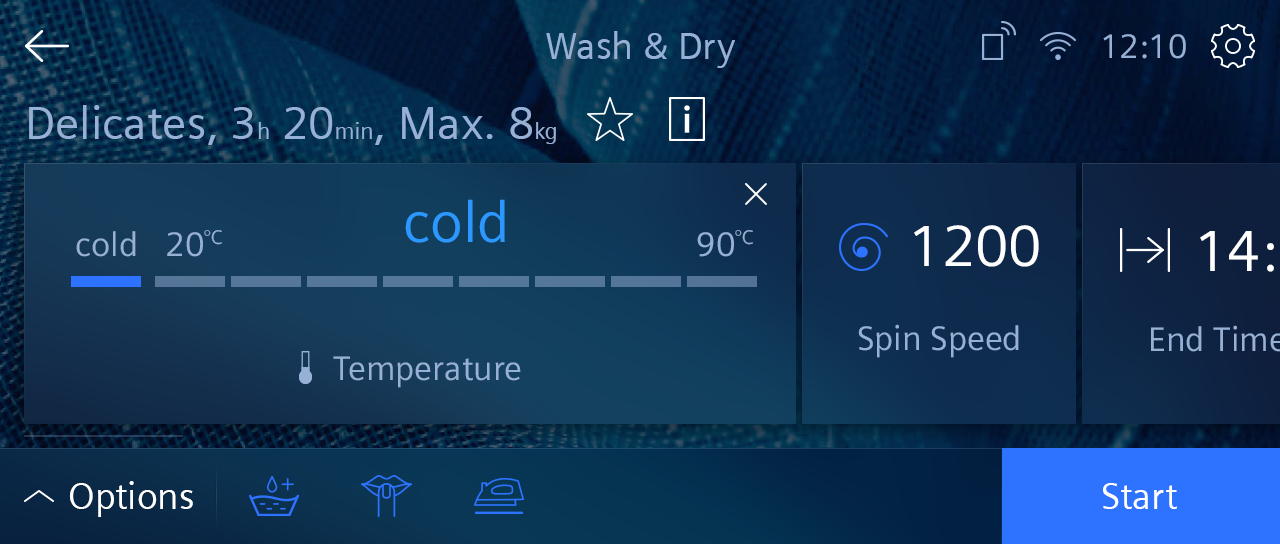 Wash & Dry
12:10
Delicates, 3h 20min, Max. 8kg
i
cold
cold 20°C 90°C
Temperature
1200
Spin Speed
14:
End Time
Options
Start